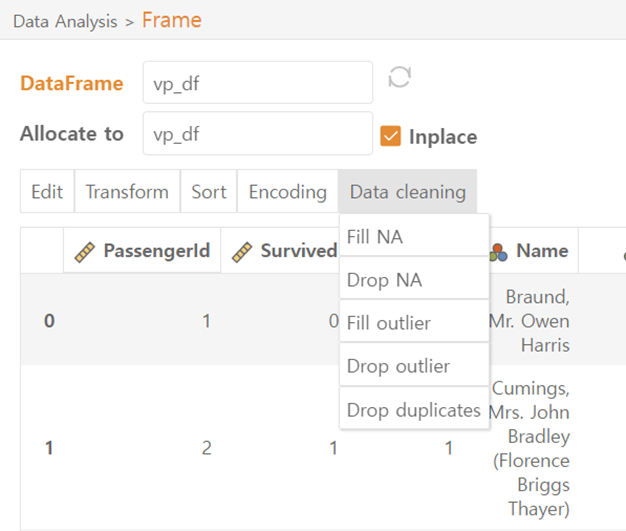 Data Analysis > Frame
DataFrame vp_df
Allocate to vp_df Inplace
Edit Transform Sort Encoding Data cleaning
Fill NA
Drop NA
Fill outlier
Drop outlier
Drop duplicates
PassengerId Survived Name
0 1 0 Braund,
Mr. Owen
Harris
1 2 1 1 Cumings,
Mrs. John
Bradley
(Florence
Briggs
Thayer)